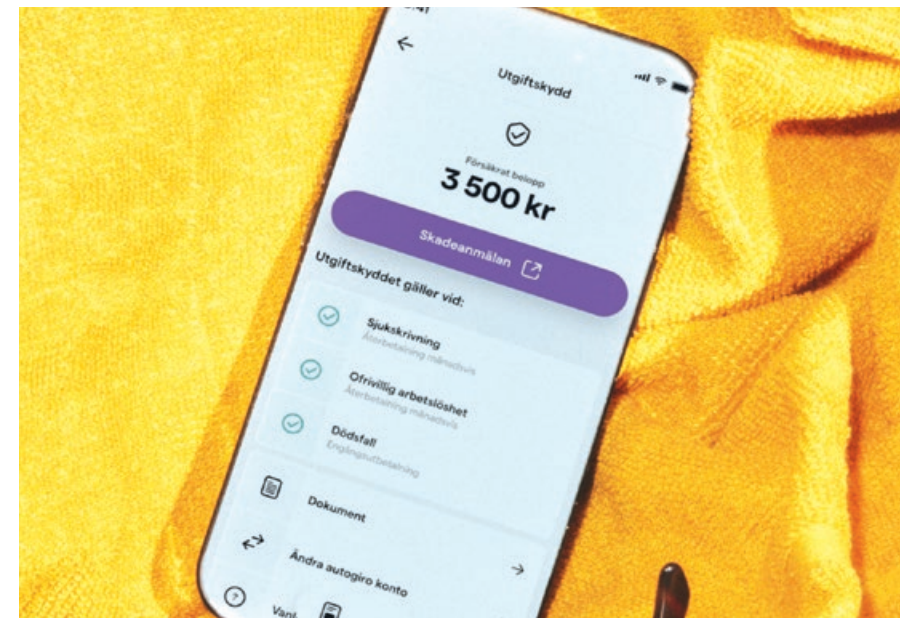 Utgiftskydd
Försäkrat belopp
3 500 kr
Skadeanmälan
Utgiftskyddet gäller vid:
Sjukskrivning
Återbetalning månadsvis
Ofrivillig arbetslöshet
Återbetalning månadsvis
Dödsfall
Engångsutbetalning
Dokument
Ändra autogiro konto